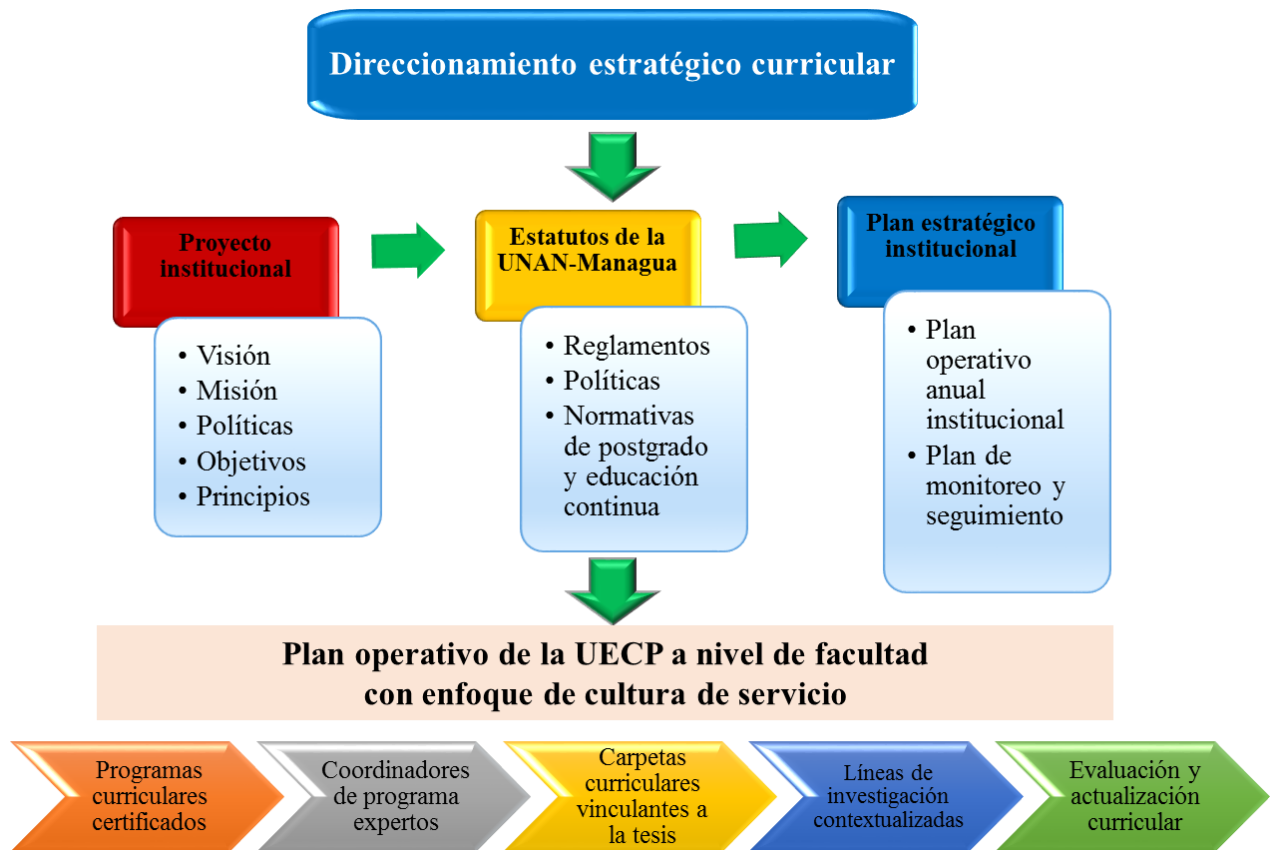 Direccionamiento estratégico curricular
Proyecto
institucional
• Visión
• Misión
• Políticas
• Objetivos
• Principios
Estatutos de la
UNAN-Managua
• Reglamentos
• Políticas
• Normativas
de postgrado
y educación
continua
Plan estratégico
institucional
• Plan
operativo
anual
institucional
• Plan de
monitoreo y
seguimiento
Plan operativo de la UECP a nivel de facultad
con enfoque de cultura de servicio
Programas
curriculares
certificados
Coordinadores
de programa
expertos
Carpetas
curriculares
vinculantes a
la tesis
Líneas de
investigación
contextualizadas
Evaluación y
actualización
curricular